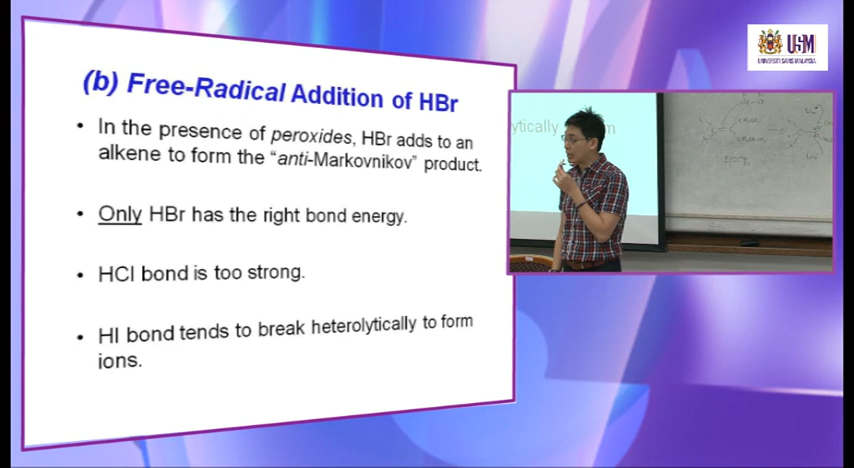 USM
UNIVERSITI SAINS MALAYSIA
(b) Free-Radical Addition of HBr
• In the presence of peroxides, HBr adds to an
alkene to form the “anti-Markovnikov” product.
• Only HBr has the right bond energy.
• HCl bond is too strong.
• HI bond tends to break heterolytically to form
ions.